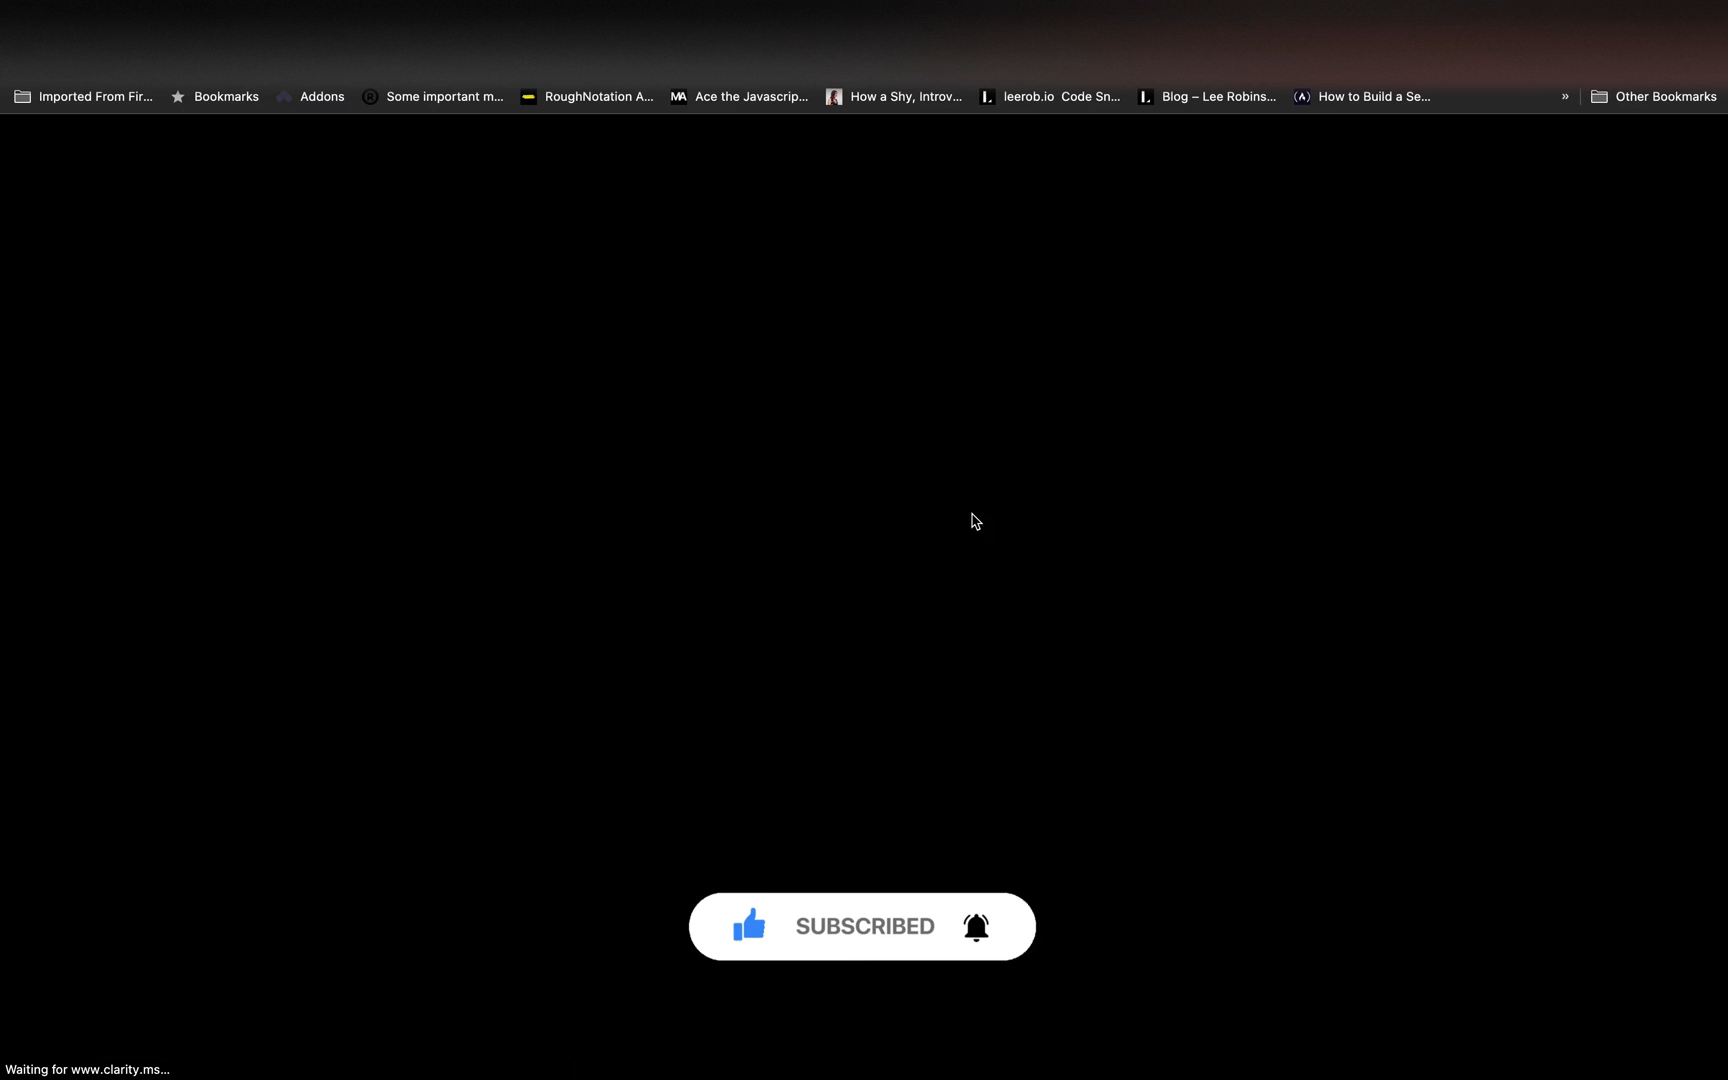 Imported From Fir... Bookmarks Addons Some important m... RoughNotation A... MA Ace the Javascrip... How a Shy, Introv... L leerob.io Code Sn... L Blog – Lee Robins... How to Build a Se... » Other Bookmarks
SUBSCRIBED
Waiting for www.clarity.ms...